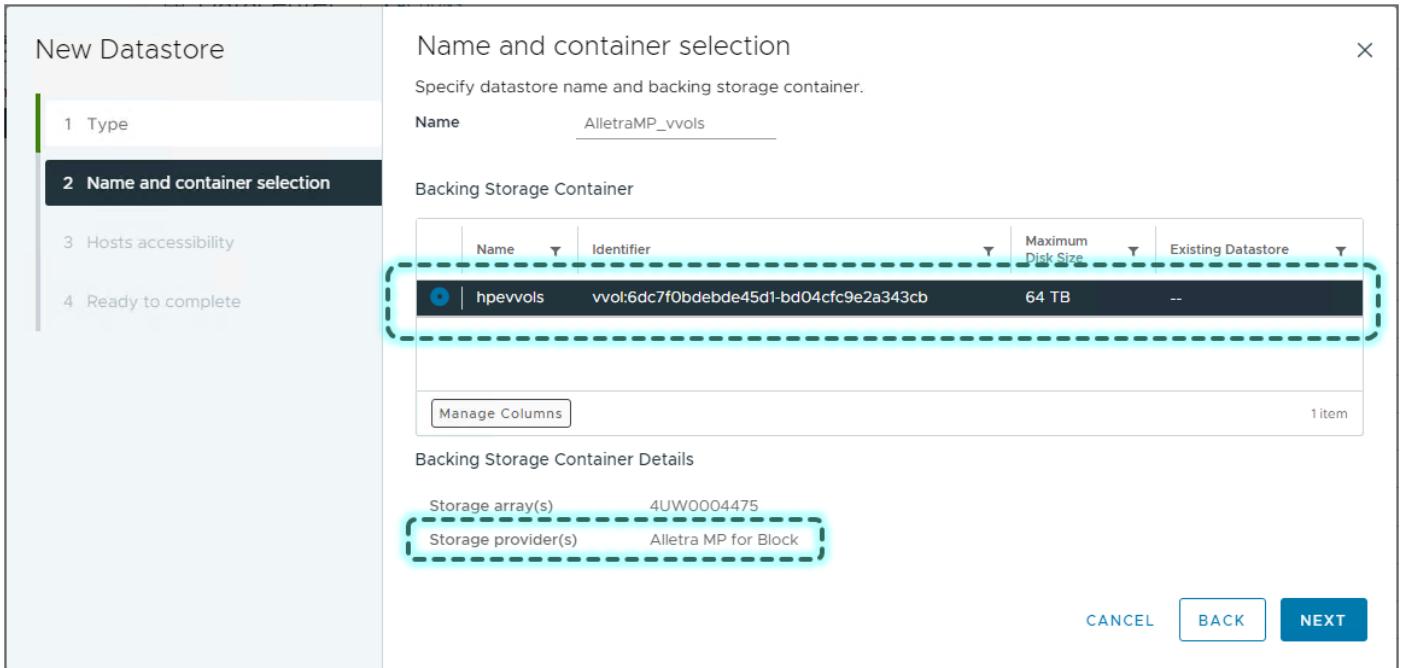 New Datastore
1 Type
2 Name and container selection
3 Hosts accessibility
4 Ready to complete
Name and container selection
Specify datastore name and backing storage container.
Name AlletraMP_vvols
Backing Storage Container
Name Identifier Maximum Disk Size Existing Datastore
hpevvols vvol:6dc7f0bdebde45d1-bd04cfc9e2a343cb 64 TB --
Manage Columns 1 item
Backing Storage Container Details
Storage array(s) 4UW0004475
Storage provider(s) Alletra MP for Block
CANCEL BACK NEXT